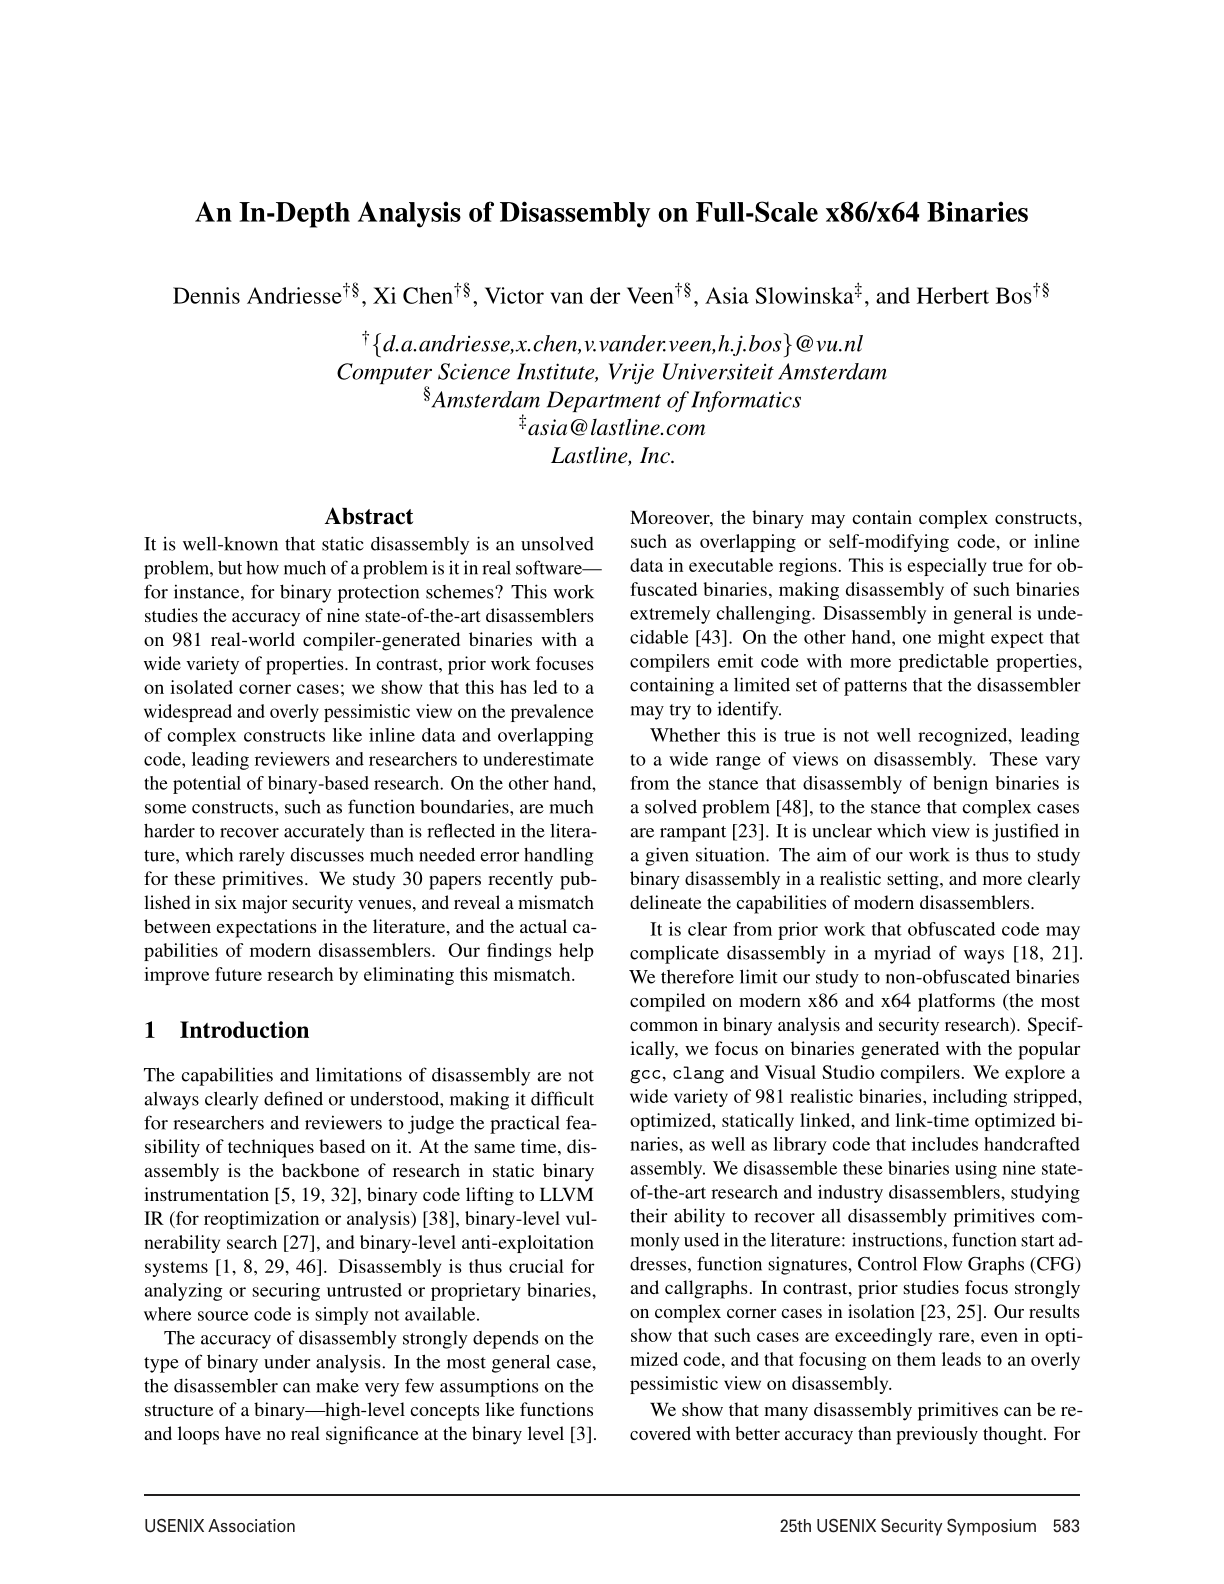 An In-Depth Analysis of Disassembly on Full-Scale x86/x64 Binaries
Dennis Andriesse†§, Xi Chen†§, Victor van der Veen†§, Asia Slowinska‡, and Herbert Bos†§
†{d.a.andriesse,x.chen,v.vander.veen,h.j.bos}@vu.nl
Computer Science Institute, Vrije Universiteit Amsterdam
§Amsterdam Department of Informatics
‡asia@lastline.com
Lastline, Inc.
Abstract
It is well-known that static disassembly is an unsolved
problem, but how much of a problem is it in real software—
for instance, for binary protection schemes? This work
studies the accuracy of nine state-of-the-art disassemblers
on 981 real-world compiler-generated binaries with a
wide variety of properties. In contrast, prior work focuses
on isolated corner cases; we show that this has led to a
widespread and overly pessimistic view on the prevalence
of complex constructs like inline data and overlapping
code, leading reviewers and researchers to underestimate
the potential of binary-based research. On the other hand,
some constructs, such as function boundaries, are much
harder to recover accurately than is reflected in the litera-
ture, which rarely discusses much needed error handling
for these primitives. We study 30 papers recently pub-
lished in six major security venues, and reveal a mismatch
between expectations in the literature, and the actual ca-
pabilities of modern disassemblers. Our findings help
improve future research by eliminating this mismatch.
1 Introduction
The capabilities and limitations of disassembly are not
always clearly defined or understood, making it difficult
for researchers and reviewers to judge the practical fea-
sibility of techniques based on it. At the same time, dis-
assembly is the backbone of research in static binary
instrumentation [5, 19, 32], binary code lifting to LLVM
IR (for reoptimization or analysis) [38], binary-level vul-
nerability search [27], and binary-level anti-exploitation
systems [1, 8, 29, 46]. Disassembly is thus crucial for
analyzing or securing untrusted or proprietary binaries,
where source code is simply not available.
The accuracy of disassembly strongly depends on the
type of binary under analysis. In the most general case,
the disassembler can make very few assumptions on the
structure of a binary—high-level concepts like functions
and loops have no real significance at the binary level [3].
Moreover, the binary may contain complex constructs,
such as overlapping or self-modifying code, or inline
data in executable regions. This is especially true for ob-
fuscated binaries, making disassembly of such binaries
extremely challenging. Disassembly in general is unde-
cidable [43]. On the other hand, one might expect that
compilers emit code with more predictable properties,
containing a limited set of patterns that the disassembler
may try to identify.
Whether this is true is not well recognized, leading
to a wide range of views on disassembly. These vary
from the stance that disassembly of benign binaries is
a solved problem [48], to the stance that complex cases
are rampant [23]. It is unclear which view is justified in
a given situation. The aim of our work is thus to study
binary disassembly in a realistic setting, and more clearly
delineate the capabilities of modern disassemblers.
It is clear from prior work that obfuscated code may
complicate disassembly in a myriad of ways [18, 21].
We therefore limit our study to non-obfuscated binaries
compiled on modern x86 and x64 platforms (the most
common in binary analysis and security research). Specif-
ically, we focus on binaries generated with the popular
gcc, clang and Visual Studio compilers. We explore a
wide variety of 981 realistic binaries, including stripped,
optimized, statically linked, and link-time optimized bi-
naries, as well as library code that includes handcrafted
assembly. We disassemble these binaries using nine state-
of-the-art research and industry disassemblers, studying
their ability to recover all disassembly primitives com-
monly used in the literature: instructions, function start ad-
dresses, function signatures, Control Flow Graphs (CFG)
and callgraphs. In contrast, prior studies focus strongly
on complex corner cases in isolation [23, 25]. Our results
show that such cases are exceedingly rare, even in opti-
mized code, and that focusing on them leads to an overly
pessimistic view on disassembly.
We show that many disassembly primitives can be re-
covered with better accuracy than previously thought. For
USENIX Association
25th USENIX Security Symposium 583